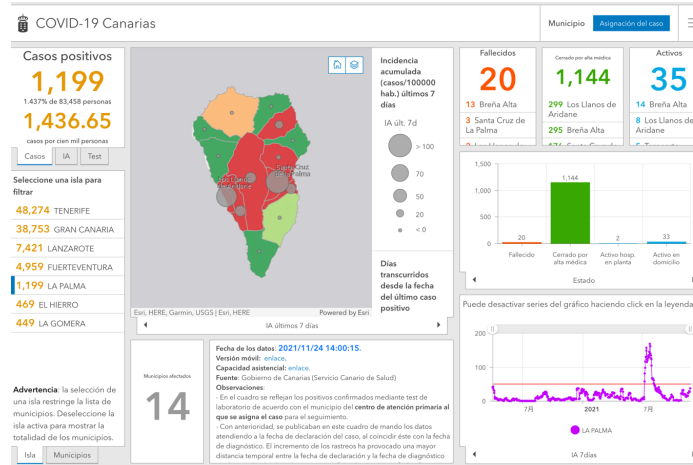 COVID-19 Canarias
Municipio
Asignación del caso
Casos positivos
1,199
1.437% de 83,458 personas
1,436.65
casos por cien mil personas
Casos
IA
Test
Seleccione una isla para
filtrar
48,274 TENERIFE
38,753 GRAN CANARIA
7,421 LANZAROTE
4,959 FUERTEVENTURA
1,199 LA PALMA
469 EL HIERRO
449 LA GOMERA
Advertencia: la selección de
una isla restringe la lista de
municipios. Deseleccione la
isla activa para mostrar la
totalidad de los municipios.
Isla
Municipios
Esri, HERE, Garmin, USGS | Esri, HERE
Powered by Esri
IA últimos 7 días
Incidencia
acumulada
(casos/100000
hab.) últimos 7
días
IA últ. 7d
> 100
70
50
20
< 0
Días
transcurridos
desde la fecha
del último caso
positivo
Municipios afectados
14
Fecha de los datos: 2021/11/24 14:00:15.
Versión móvil: enlace.
Capacidad asistencial: enlace.
Fuente: Gobierno de Canarias (Servicio Canario de Salud)
Observaciones:
- En el cuadro se reflejan los positivos confirmados mediante test de
laboratorio de acuerdo con el municipio del centro de atención primaria al
que se asigna el caso para el seguimiento.
- Con anterioridad, se publicaban en este cuadro de mando los datos
atendiendo a la fecha de declaración del caso, al coincidir éste con la fecha
de diagnóstico. El incremento de los rastreos ha provocado una mayor
distancia temporal entre la fecha de declaración y la fecha de diagnóstico
Fallecidos
20
13 Breña Alta
3 Santa Cruz de
La Palma
Cerrado por alta médica
1,144
299 Los Llanos de
Aridane
295 Breña Alta
Activos
35
14 Breña Alta
8 Los Llanos de
Aridane
1,500
1,000
500
0
20
1,144
2
33
Fallecido
Cerrado por
alta médica
Activo hosp.
en planta
Activo en
domicilio
Estado
Puede desactivar series del gráfico haciendo click en la leyenda
200
100
0
7月
2021
7月
LA PALMA
IA 7días